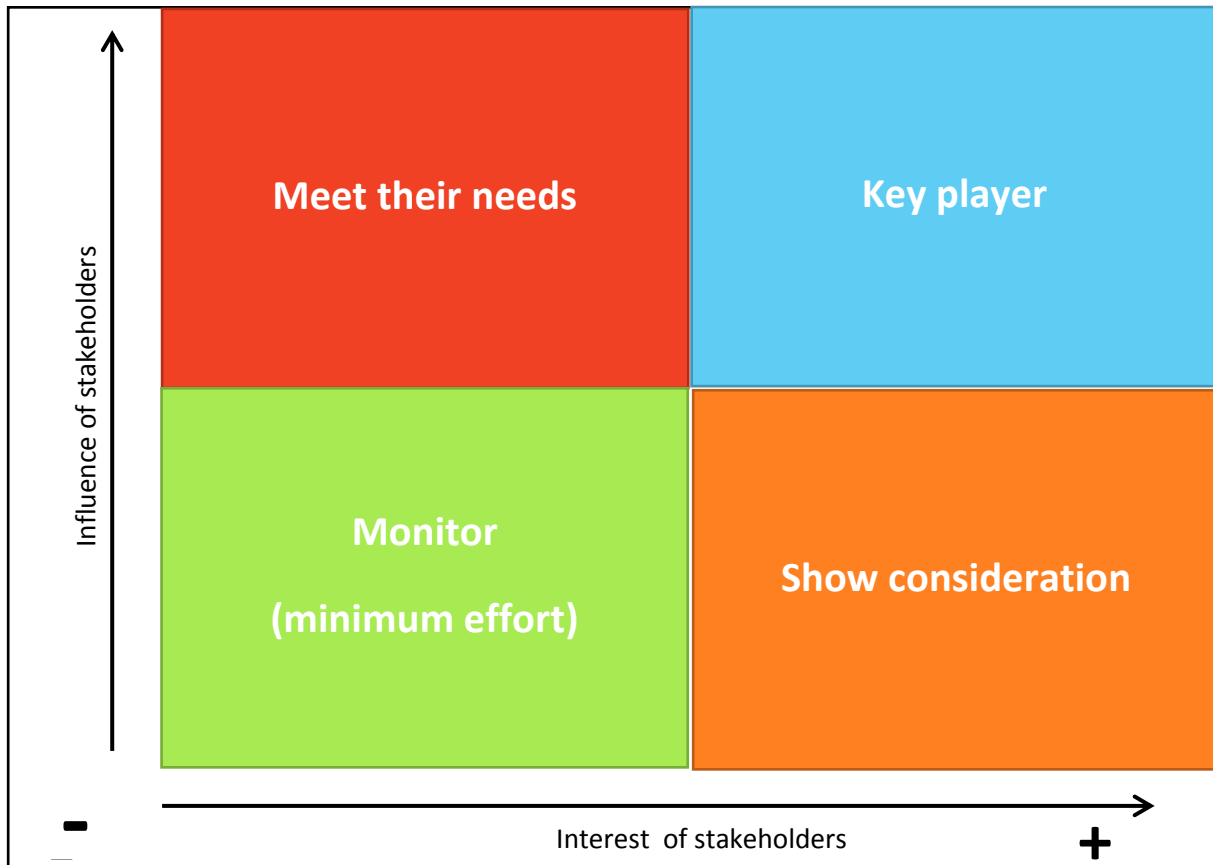 Meet their needs
Key player
Influence of stakeholders
Monitor
(minimum effort)
Show consideration
-
Interest of stakeholders
+